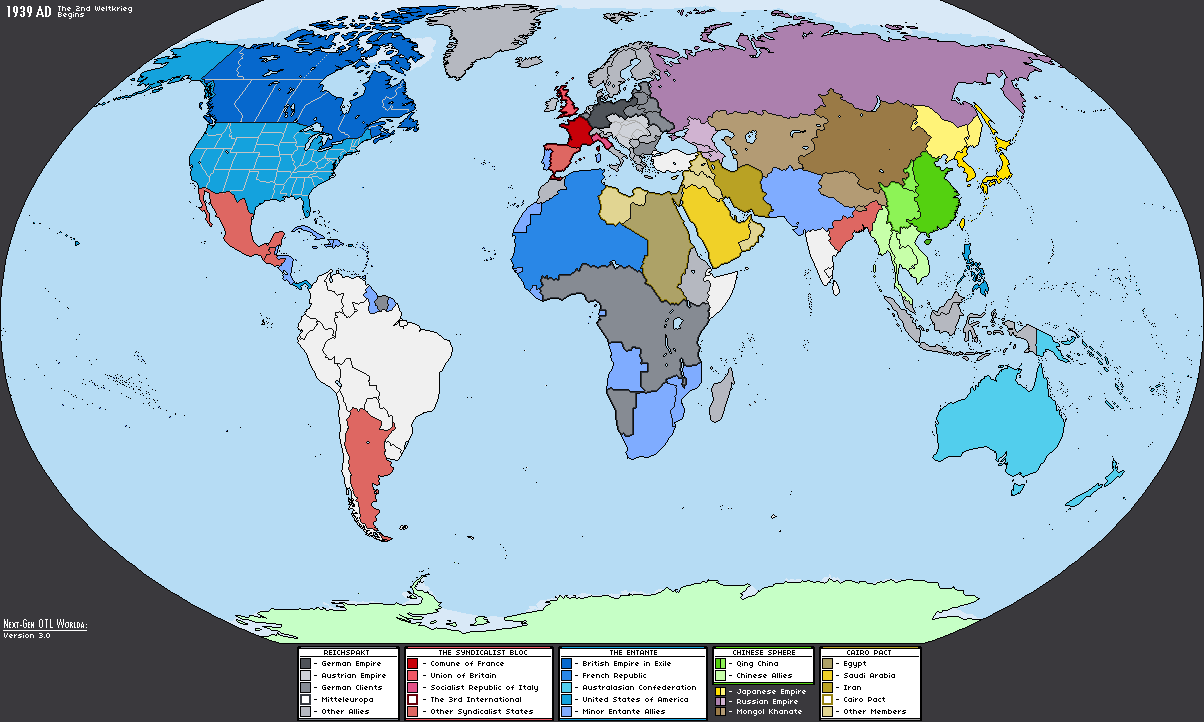 1939 AD The 2nd Weltkrieg
Begins
Next-Gen OTL Worlda:
Version 3.0
REICHSPAKT
- German Empire
- Austrian Empire
- German Clients
- Mitteleuropa
- Other Allies
THE SYNDICALIST BLOC
- Comune of France
- Union of Britain
- Socialist Republic of Italy
- The 3rd International
- Other Syndicalist States
THE ENTANTE
- British Empire in Exile
- French Republic
- Australasian Confederation
- United States of America
- Minor Entante Allies
CHINESE SPHERE
- Qing China
- Chinese Allies
- Japanese Empire
- Russian Empire
- Mongol Khanate
CAIRO PACT
- Egypt
- Saudi Arabia
- Iran
- Cairo Pact
- Other Members